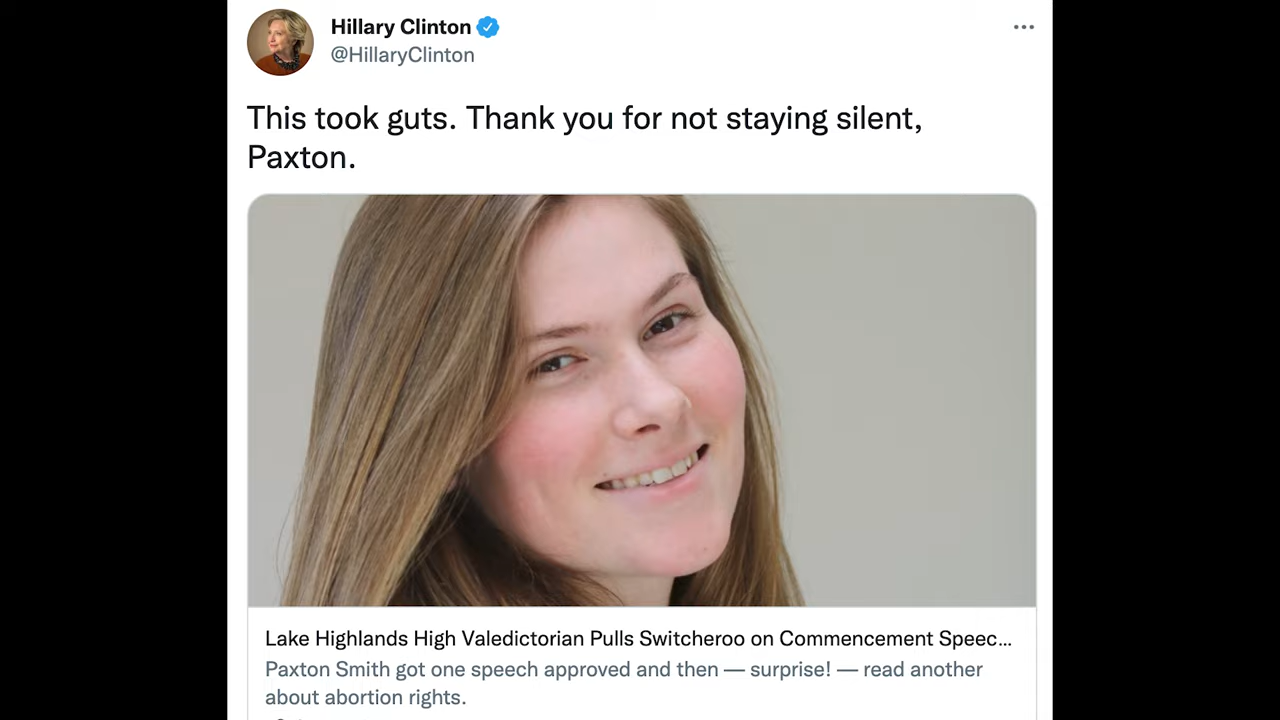 Hillary Clinton
@HillaryClinton
This took guts. Thank you for not staying silent,
Paxton.
Lake Highlands High Valedictorian Pulls Switcheroo on Commencement Speec...
Paxton Smith got one speech approved and then — surprise! — read another
about abortion rights.